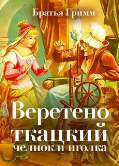 Братья Гримм
Веретено
ткацкий
челнок и иголка